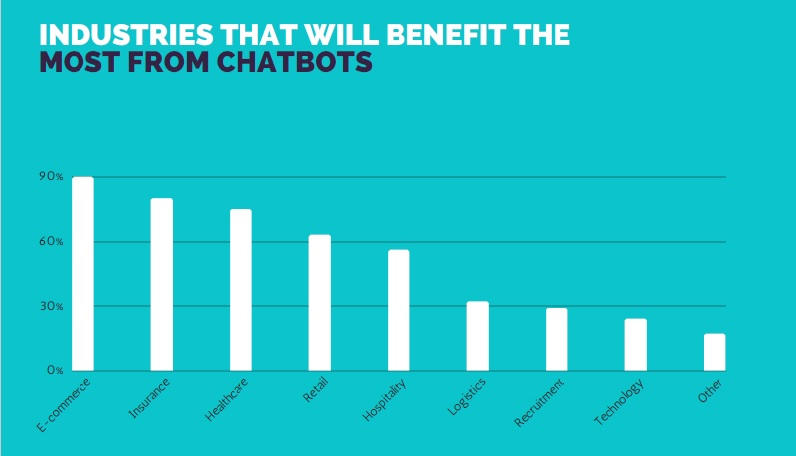 INDUSTRIES THAT WILL BENEFIT THE
MOST FROM CHATBOTS
90%
60%
30%
0%
E-commerce
Insurance
Healthcare
Retail
Hospitality
Logistics
Recruitment
Technology
Other